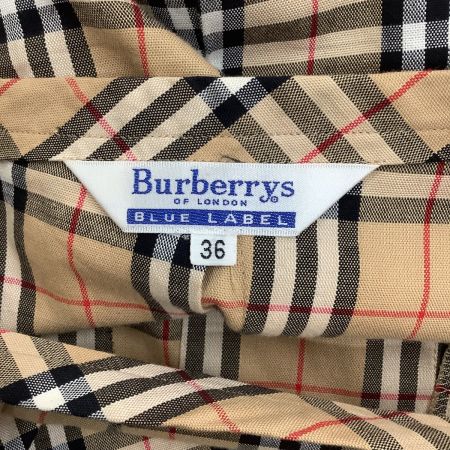 Burberrys®
OF LONDON
BLUE LABEL
36